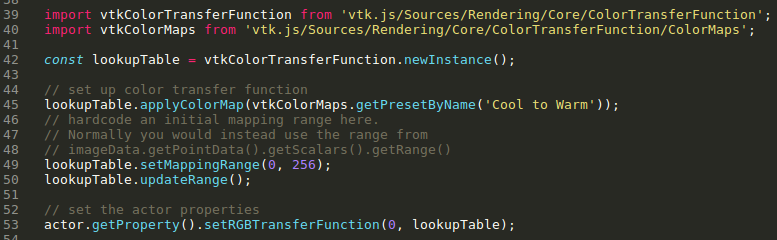 38
39 import vtkColorTransferFunction from 'vtk.js/Sources/Rendering/Core/ColorTransferFunction';
40 import vtkColorMaps from 'vtk.js/Sources/Rendering/Core/ColorTransferFunction/ColorMaps';
41
42 const lookupTable = vtkColorTransferFunction.newInstance();
43
44 // set up color transfer function
45 lookupTable.applyColorMap(vtkColorMaps.getPresetByName('Cool to Warm'));
46 // hardcode an initial mapping range here.
47 // Normally you would instead use the range from
48 // imageData.getPointData().getScalars().getRange()
49 lookupTable.setMappingRange(0, 256);
50 lookupTable.updateRange();
51
52 // set the actor properties
53 actor.getProperty().setRGBTransferFunction(0, lookupTable);
54